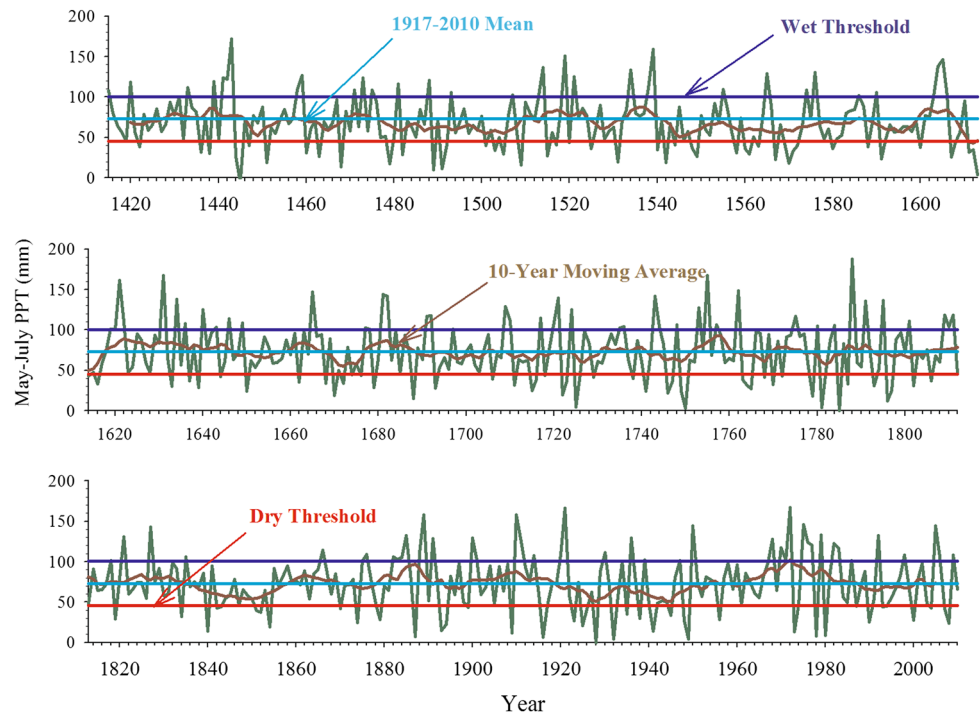 200
1917-2010 Mean
Wet Threshold
150
100
50
0
1420 1440 1460 1480 1500 1520 1540 1560 1580 1600
May-July PPT (mm)
200
10-Year Moving Average
150
100
50
0
1620 1640 1660 1680 1700 1720 1740 1760 1780 1800
200
Dry Threshold
150
100
50
0
1820 1840 1860 1880 1900 1920 1940 1960 1980 2000
Year